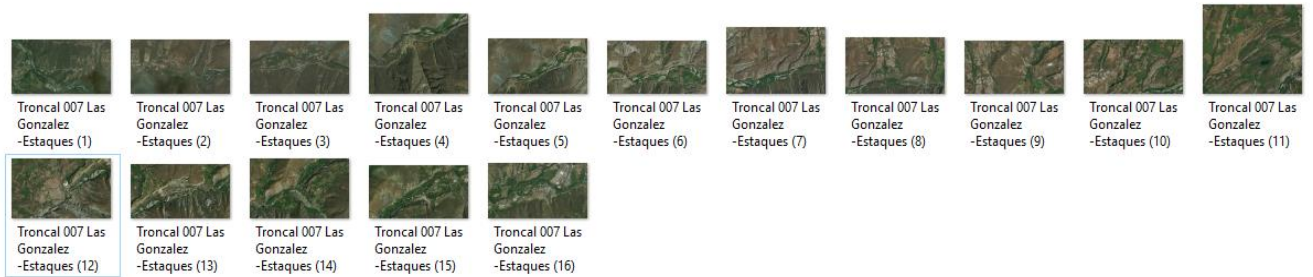 Troncal 007 Las
Gonzalez
-Estaques (1)
Troncal 007 Las
Gonzalez
-Estaques (2)
Troncal 007 Las
Gonzalez
-Estaques (3)
Troncal 007 Las
Gonzalez
-Estaques (4)
Troncal 007 Las
Gonzalez
-Estaques (5)
Troncal 007 Las
Gonzalez
-Estaques (6)
Troncal 007 Las
Gonzalez
-Estaques (7)
Troncal 007 Las
Gonzalez
-Estaques (8)
Troncal 007 Las
Gonzalez
-Estaques (9)
Troncal 007 Las
Gonzalez
-Estaques (10)
Troncal 007 Las
Gonzalez
-Estaques (11)
Troncal 007 Las
Gonzalez
-Estaques (12)
Troncal 007 Las
Gonzalez
-Estaques (13)
Troncal 007 Las
Gonzalez
-Estaques (14)
Troncal 007 Las
Gonzalez
-Estaques (15)
Troncal 007 Las
Gonzalez
-Estaques (16)